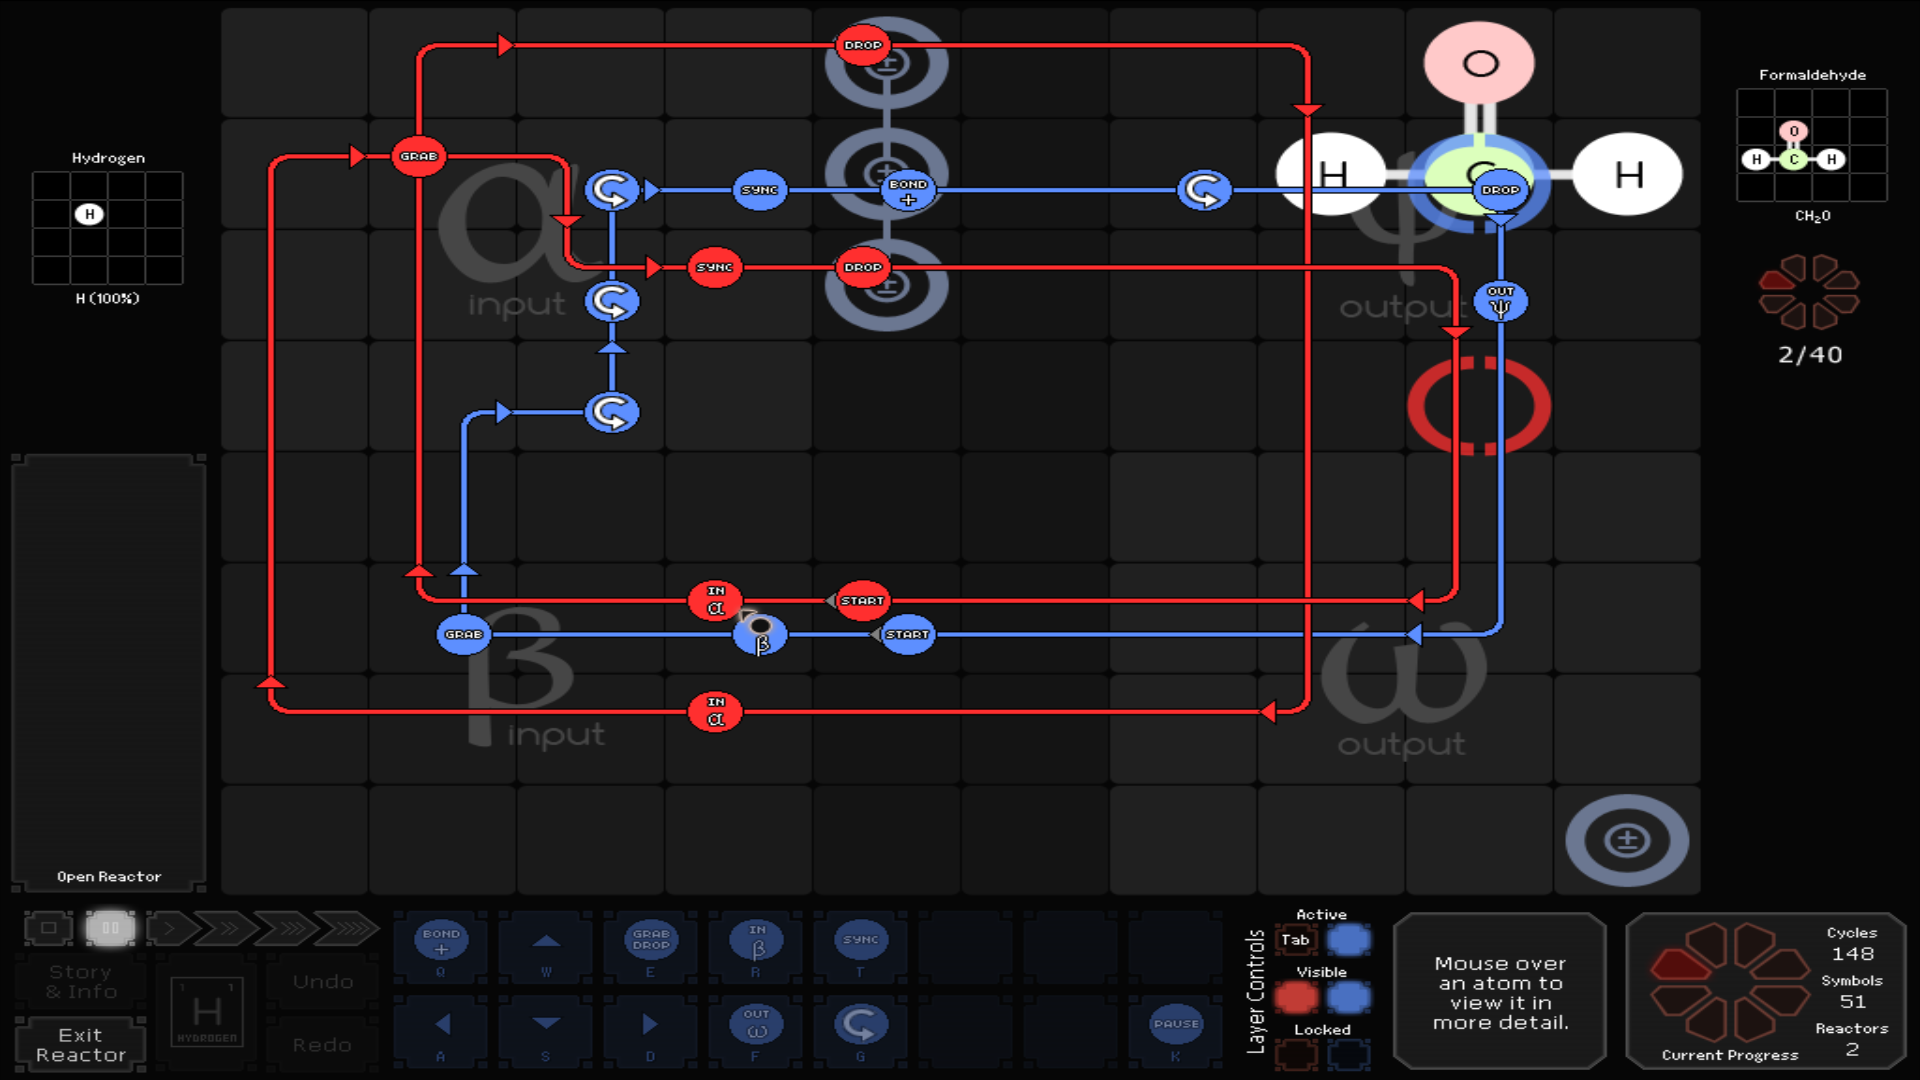 Hydrogen
H
H (100%)
Open Reactor
DROP
GRAB
SYNC
BOND
+
DROP
SYNC
DROP
α
input
OUT
ψ
ψ
output
O
H
C
H
IN
α
START
GRAB
β
START
β
input
IN
α
ω
output
±
±
±
±
Formaldehyde
O
H C H
CH₂O
2/40
Story
& Info
Exit
Reactor
1 1
H
HYDROGEN
Undo
Redo
BOND
+
Q
W
GRAB
DROP
E
IN
β
R
SYNC
T
A
S
D
OUT
ω
F
G
PAUSE
K
Layer Controls
Active
Tab
Visible
Locked
Mouse over
an atom to
view it in
more detail.
Cycles
148
Symbols
51
Reactors
2
Current Progress